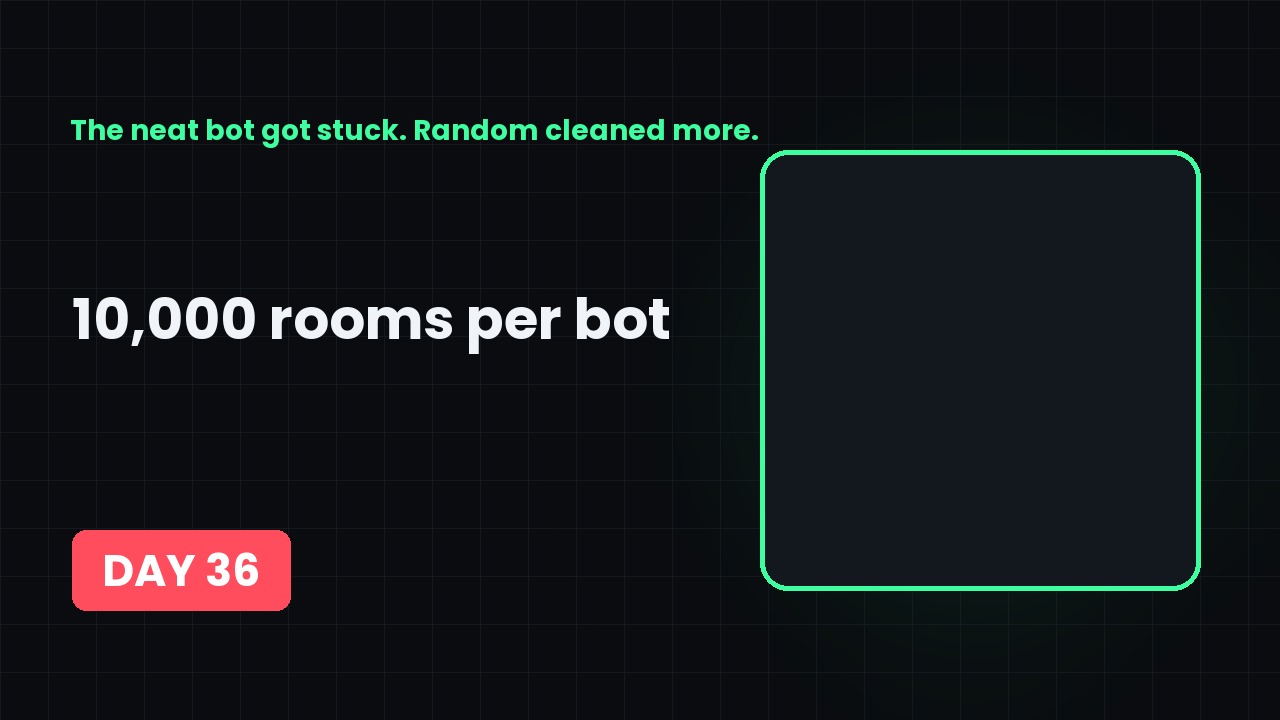 The neat bot got stuck. Random cleaned more.
10,000 rooms per bot
DAY 36